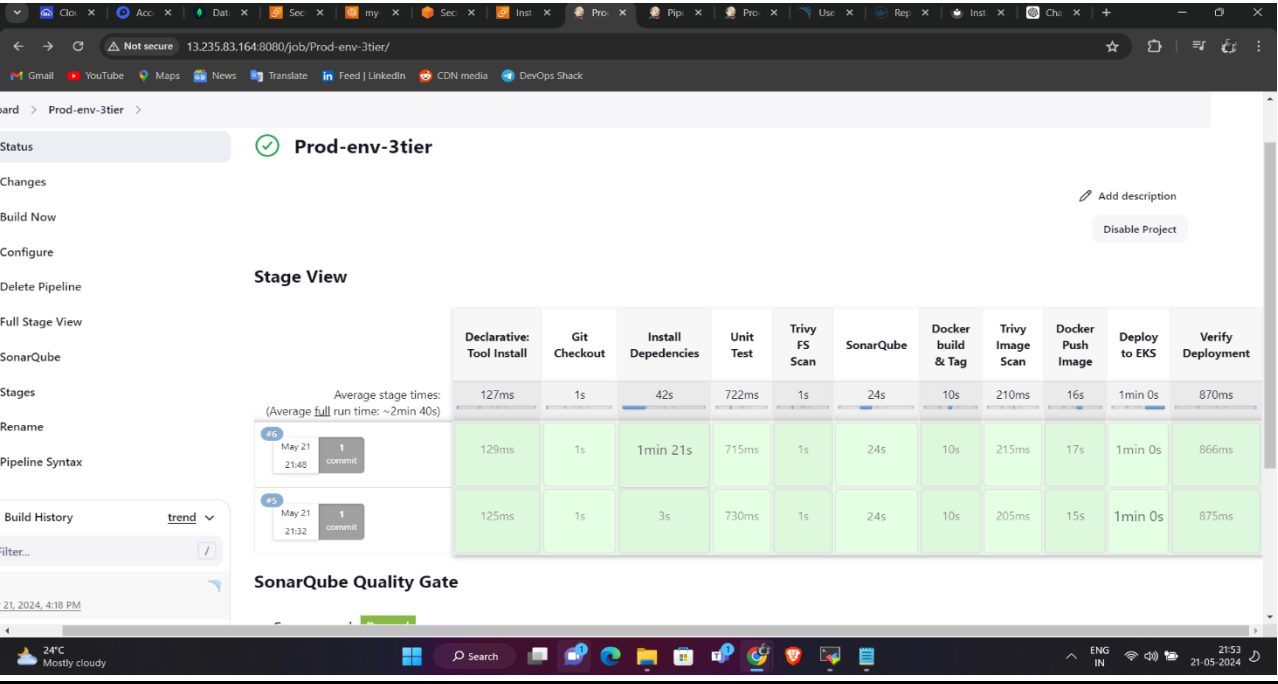 Clou
Acc
Dat
Sec
my
Sec
Inst
Pro
Pip
Pro
Use
Rep
Inst
Cha
Not secure 13.235.83.164:8080/job/Prod-env-3tier/
Gmail YouTube Maps News Translate Feed | LinkedIn CDN media DevOps Shack
oard > Prod-env-3tier >
Status
Changes
Build Now
Configure
Delete Pipeline
Full Stage View
SonarQube
Stages
Rename
Pipeline Syntax
Build History trend
Filter... /
21, 2024, 4:18 PM
Prod-env-3tier
Add description
Disable Project
Stage View
Declarative: Tool Install
Git Checkout
Install Depedencies
Unit Test
Trivy FS Scan
SonarQube
Docker build & Tag
Trivy Image Scan
Docker Push Image
Deploy to EKS
Verify Deployment
Average stage times:
(Average full run time: ~2min 40s)
127ms 1s 42s 722ms 1s 24s 10s 210ms 16s 1min 0s 870ms
#6
May 21
21:48
1
commit
129ms 1s 1min 21s 715ms 1s 24s 10s 215ms 17s 1min 0s 866ms
#5
May 21
21:32
1
commit
125ms 1s 3s 730ms 1s 24s 10s 205ms 15s 1min 0s 875ms
SonarQube Quality Gate
24°C
Mostly cloudy
Search
ENG
IN
21:53
21-05-2024